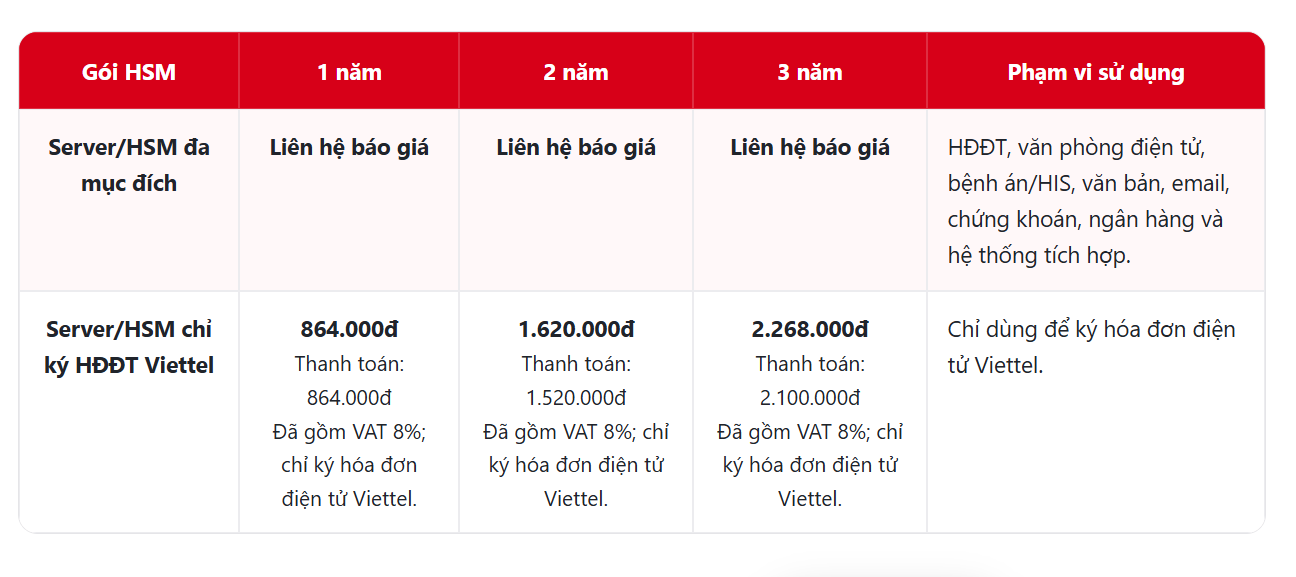 Gói HSM
1 năm
2 năm
3 năm
Phạm vi sử dụng
Server/HSM đa
mục đích
Liên hệ báo giá
Liên hệ báo giá
Liên hệ báo giá
HĐĐT, văn phòng điện tử,
bệnh án/HIS, văn bản, email,
chứng khoán, ngân hàng và
hệ thống tích hợp.
Server/HSM chỉ
ký HĐĐT Viettel
864.000đ
Thanh toán:
864.000đ
Đã gồm VAT 8%;
chỉ ký hóa đơn
điện tử Viettel.
1.620.000đ
Thanh toán:
1.520.000đ
Đã gồm VAT 8%; chỉ
ký hóa đơn điện tử
Viettel.
2.268.000đ
Thanh toán:
2.100.000đ
Đã gồm VAT 8%; chỉ
ký hóa đơn điện tử
Viettel.
Chỉ dùng để ký hóa đơn điện
tử Viettel.